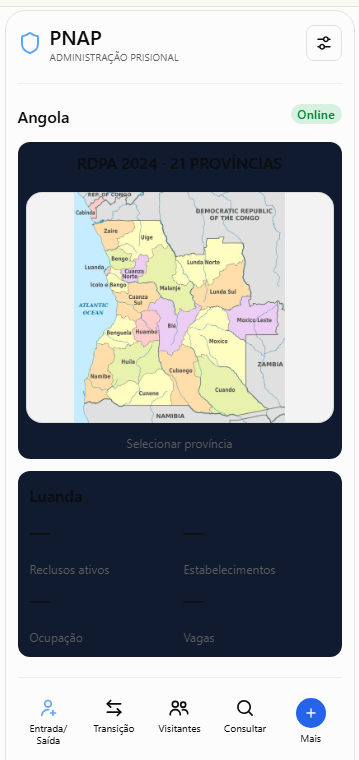 PNAP
ADMINISTRAÇÃO PRISIONAL
Angola
Online
RDPA 2024 · 21 PROVÍNCIAS
REP. OF CONGO
Cabinda
DEMOCRATIC REPUBLIC
OF THE CONGO
Zaire
Uige
Bengo
Luanda
Cuanza
Norte
Lunda Norte
Icolo e Bengo
Malanje
Lunda Sul
Cuanza
Sul
ATLANTIC
OCEAN
Moxico Leste
Benguela
Huambo
Bié
Moxico
Huila
ZAMBIA
Namibe
Cubango
Cunene
Cuando
NAMIBIA
Selecionar província
Luanda
—
—
Reclusos ativos
Estabelecimentos
—
—
Ocupação
Vagas
Entrada/
Saída
Transição
Visitantes
Consultar
Mais